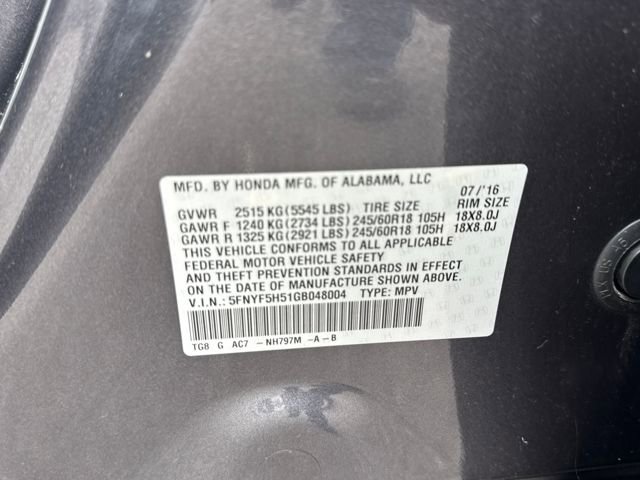 MFD. BY HONDA MFG. OF ALABAMA, LLC 07/'16
GVWR 2515 KG(5545 LBS) TIRE SIZE RIM SIZE
GAWR F 1240 KG(2734 LBS) 245/60R18 105H 18X8.0J
GAWR R 1325 KG(2921 LBS) 245/60R18 105H 18X8.0J
THIS VEHICLE CONFORMS TO ALL APPLICABLE
FEDERAL MOTOR VEHICLE SAFETY
AND THEFT PREVENTION STANDARDS IN EFFECT
ON THE DATE OF MANUFACTURE SHOWN ABOVE.
V.I.N.: 5FNYF5H51GB048004 TYPE: MPV
TG8 G AC7 -NH797M -A-B